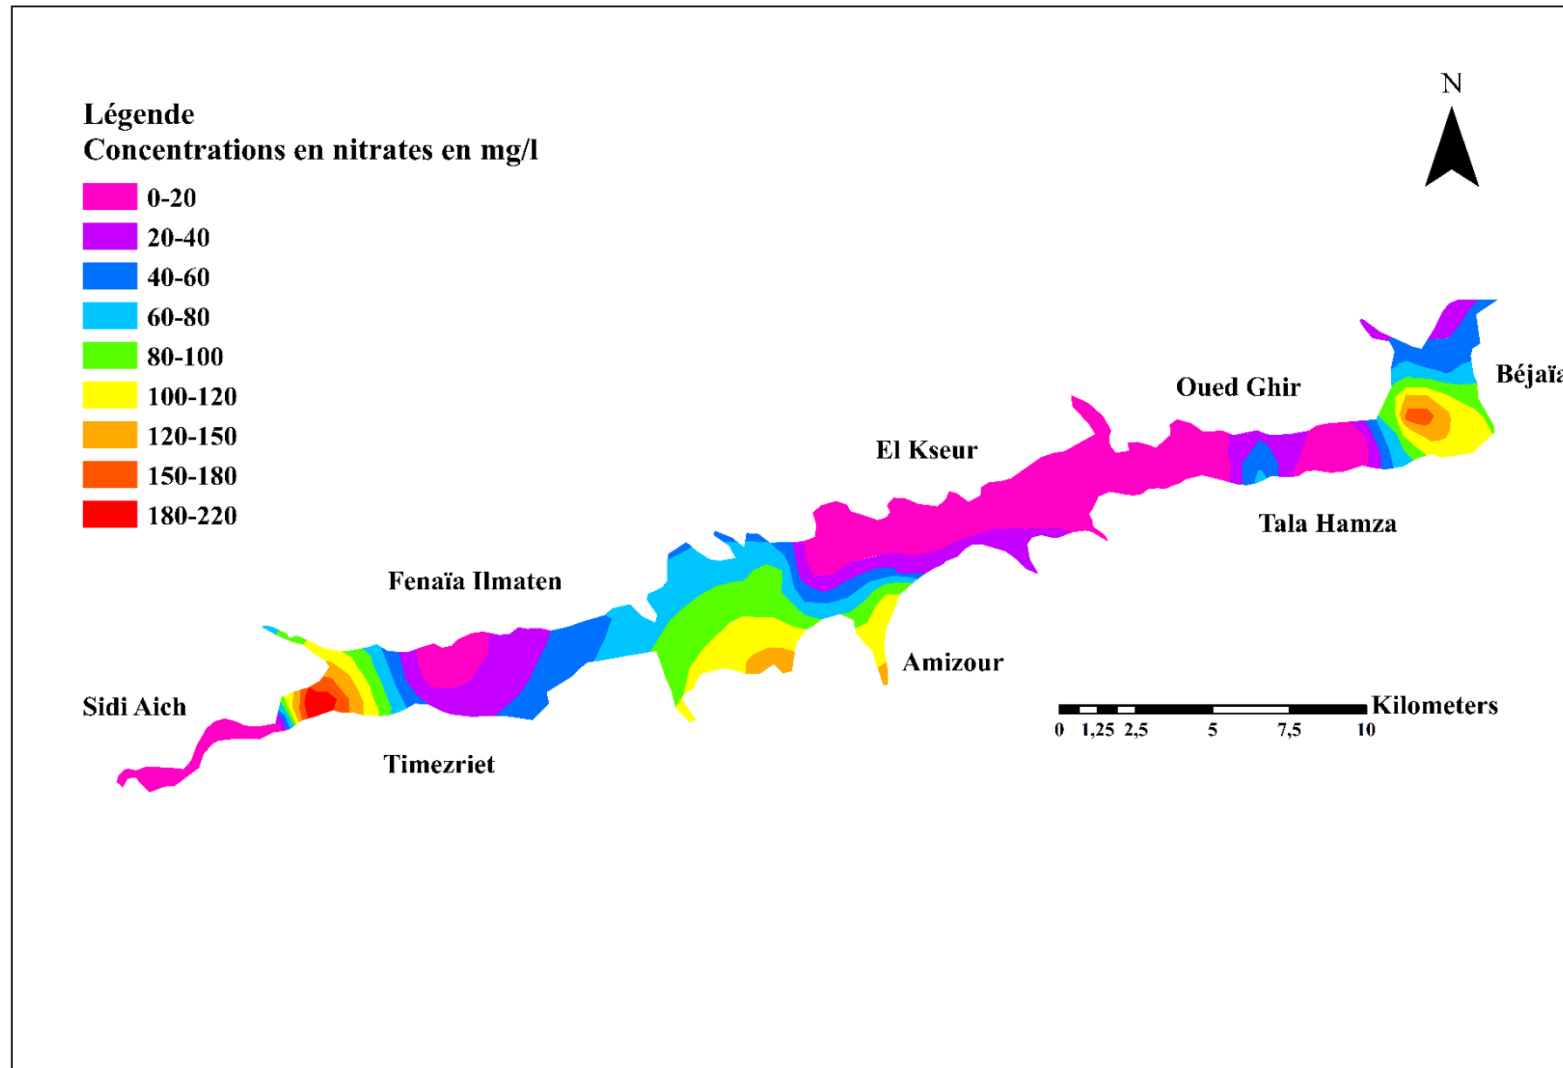 N
Légende
Concentrations en nitrates en mg/l
0-20
20-40
40-60
60-80
80-100
100-120
120-150
150-180
180-220
Béjaïa
Oued Ghir
El Kseur
Tala Hamza
Fenaïa Ilmaten
Amizour
Sidi Aich
Timezriet
Kilometers
0 1,25 2,5 5 7,5 10